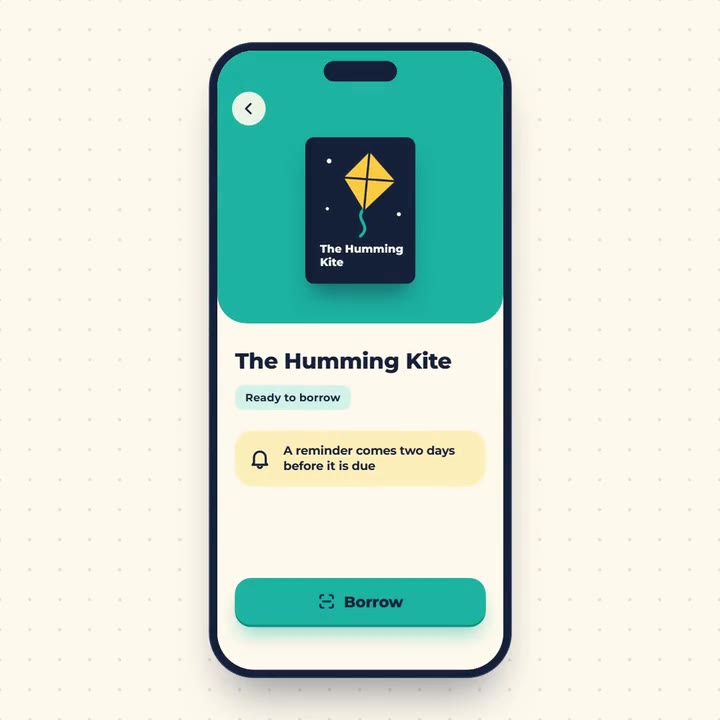 The Humming
Kite
The Humming Kite
Ready to borrow
A reminder comes two days
before it is due
Borrow